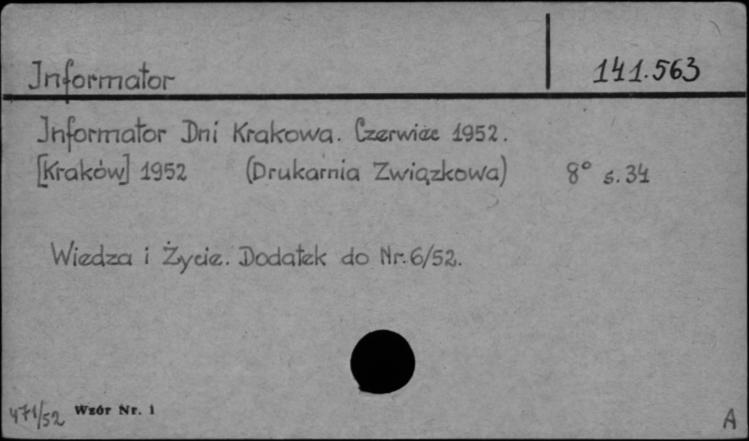 Informator
141.563
Informator Dni Krakowa. Czerwiec 1952.
[Kraków] 1952 (Drukarnia Związkowa) 8° s. 34
Wiedza i Życie. Dodatek do Nr. 6/52.
471/52 Wzór Nr. 1
A